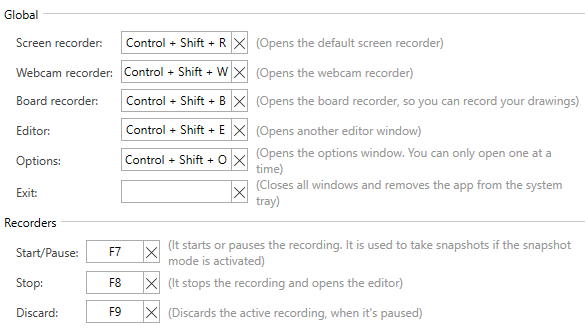 Global
Screen recorder: Control + Shift + R (Opens the default screen recorder)
Webcam recorder: Control + Shift + W (Opens the webcam recorder)
Board recorder: Control + Shift + B (Opens the board recorder, so you can record your drawings)
Editor: Control + Shift + E (Opens another editor window)
Options: Control + Shift + O (Opens the options window. You can only open one at a
time)
Exit: (Closes all windows and removes the app from the system
tray)
Recorders
Start/Pause: F7 (It starts or pauses the recording. It is used to take snapshots if the snapshot
mode is activated)
Stop: F8 (It stops the recording and opens the editor)
Discard: F9 (Discards the active recording, when it's paused)